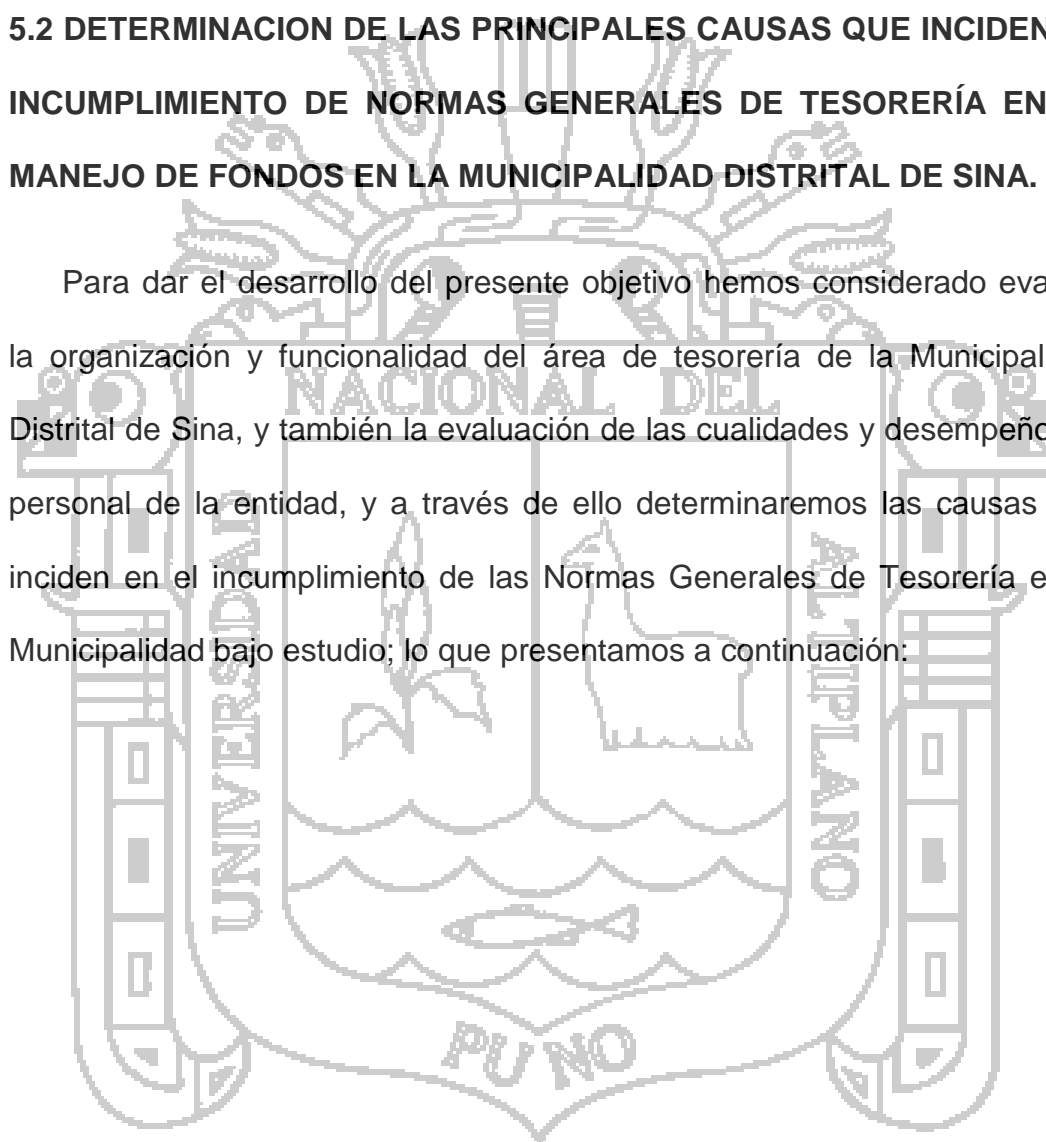 5.2 DETERMINACION DE LAS PRINCIPALES CAUSAS QUE INCIDEN
INCUMPLIMIENTO DE NORMAS GENERALES DE TESORERÍA EN
MANEJO DE FONDOS EN LA MUNICIPALIDAD DISTRITAL DE SINA.
Para dar el desarrollo del presente objetivo hemos considerado eva
la organización y funcionalidad del área de tesorería de la Municipal
Distrital de Sina, y también la evaluación de las cualidades y desempeño
personal de la entidad, y a través de ello determinaremos las causas
inciden en el incumplimiento de las Normas Generales de Tesorería e
Municipalidad bajo estudio; lo que presentamos a continuación:
NACIONAL DEL
UNIVERSIDAD
ALTIPLANO
PUNO